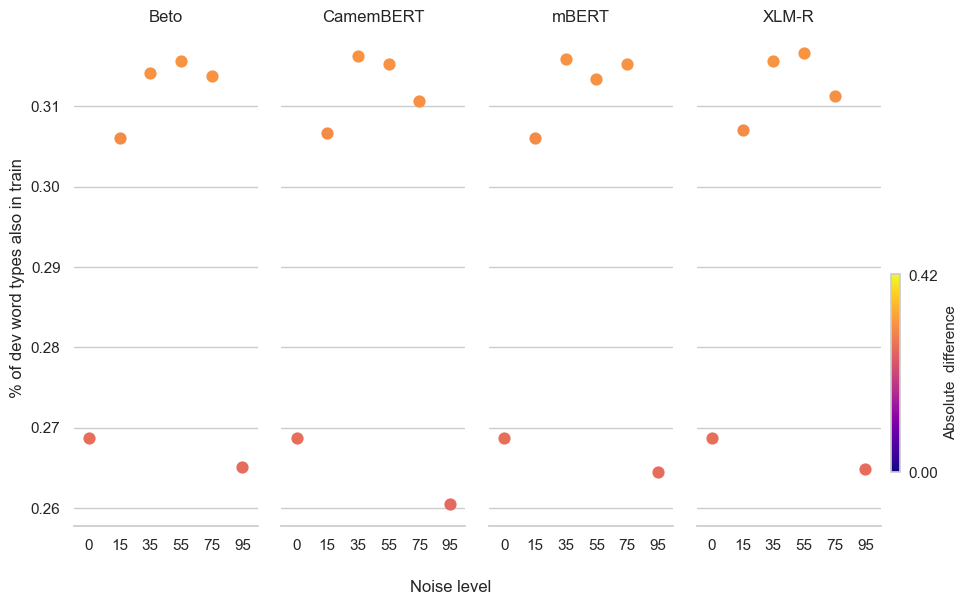 Beto
CamemBERT
mBERT
XLM-R
% of dev word types also in train
0.31
0.30
0.29
0.28
0.27
0.26
0 15 35 55 75 95
0 15 35 55 75 95
0 15 35 55 75 95
0 15 35 55 75 95
Noise level
0.42
0.00
Absolute difference